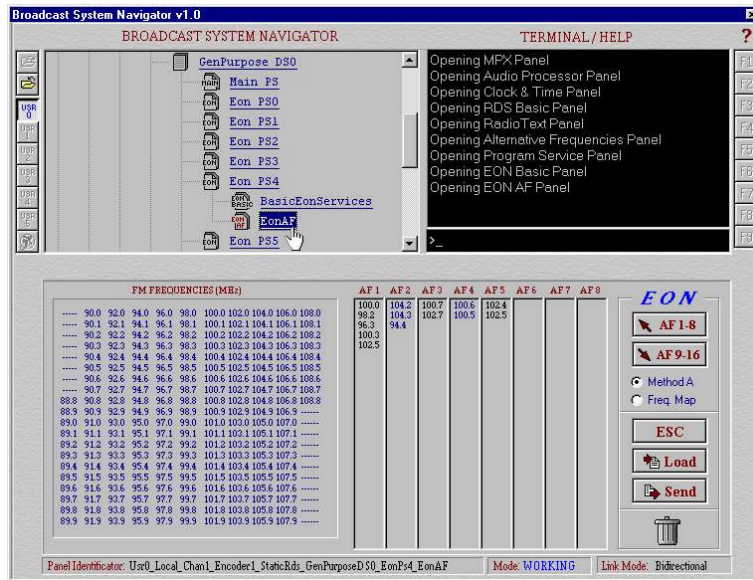 Broadcast System Navigator v1.0
BROADCAST SYSTEM NAVIGATOR
TERMINAL/HELP
?
GenPurpose DS0
Main PS
Eon PS0
Eon PS1
Eon PS2
Eon PS3
Eon PS4
BasicEonServices
EonAF
Eon PS5
USR 0
USR 1
USR 2
USR 3
USR 4
USR 5
Opening MPX Panel
Opening Audio Processor Panel
Opening Clock & Time Panel
Opening RDS Basic Panel
Opening RadioText Panel
Opening Alternative Frequencies Panel
Opening Program Service Panel
Opening EON Basic Panel
Opening EON AF Panel
>_
F1
F2
F3
F4
F5
F6
F7
F8
F9
FM FREQUENCIES (MHz)
----- 90.0 92.0 94.0 96.0 98.0 100.0 102.0 104.0 106.0 108.0
----- 90.1 92.1 94.1 96.1 98.1 100.1 102.1 104.1 106.1 108.1
----- 90.2 92.2 94.2 96.2 98.2 100.2 102.2 104.2 106.2 108.2
----- 90.3 92.3 94.3 96.3 98.3 100.3 102.3 104.3 106.3 108.3
----- 90.4 92.4 94.4 96.4 98.4 100.4 102.4 104.4 106.4 108.4
----- 90.5 92.5 94.5 96.5 98.5 100.5 102.5 104.5 106.5 108.5
----- 90.6 92.6 94.6 96.6 98.6 100.6 102.6 104.6 106.6 108.6
----- 90.7 92.7 94.7 96.7 98.7 100.7 102.7 104.7 106.7 108.7
88.8 90.8 92.8 94.8 96.8 98.8 100.8 102.8 104.8 106.8 108.8
88.9 90.9 92.9 94.9 96.9 98.9 100.9 102.9 104.9 106.9 ------
89.0 91.0 93.0 95.0 97.0 99.0 101.0 103.0 105.0 107.0 ------
89.1 91.1 93.1 95.1 97.1 99.1 101.1 103.1 105.1 107.1 ------
89.2 91.2 93.2 95.2 97.2 99.2 101.2 103.2 105.2 107.2 ------
89.3 91.3 93.3 95.3 97.3 99.3 101.3 103.3 105.3 107.3 ------
89.4 91.4 93.4 95.4 97.4 99.4 101.4 103.4 105.4 107.4 ------
89.5 91.5 93.5 95.5 97.5 99.5 101.5 103.5 105.5 107.5 ------
89.6 91.6 93.6 95.6 97.6 99.6 101.6 103.6 105.6 107.6 ------
89.7 91.7 93.7 95.7 97.7 99.7 101.7 103.7 105.7 107.7 ------
89.8 91.8 93.8 95.8 97.8 99.8 101.8 103.8 105.8 107.8 ------
89.9 91.9 93.9 95.9 97.9 99.9 101.9 103.9 105.9 107.9 ------
AF 1 AF 2 AF 3 AF 4 AF 5 AF 6 AF 7 AF 8
100.0 104.2 100.7 100.6 102.4
98.2 104.3 102.7 100.5 102.5
96.3 94.4
100.3
102.5
EON
AF 1-8
AF 9-16
Method A
Freq. Map
ESC
Load
Send
Panel Identificator: Usr0_Local_Chan1_Encoder1_StaticRds_GenPurposeDS0_EonPs4_EonAF
Mode: WORKING
Link Mode: Bidirectional